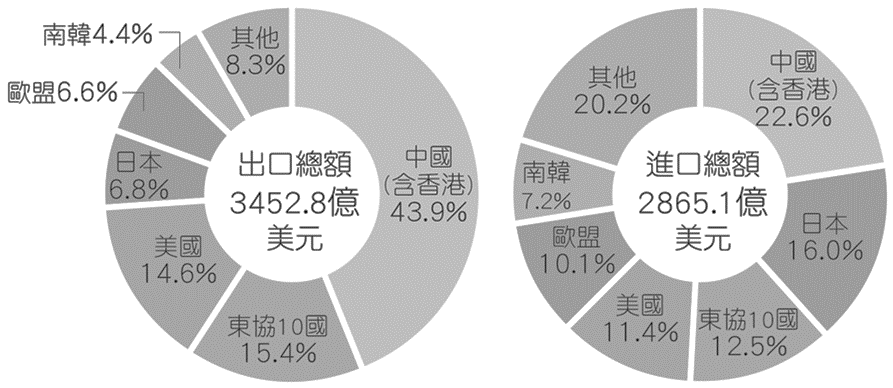 南韓4.4%
其他
8.3%
歐盟6.6%
日本
6.8%
美國
14.6%
東協10國
15.4%
中國
(含香港)
43.9%
出口總額
3452.8億
美元
其他
20.2%
中國
(含香港)
22.6%
南韓
7.2%
歐盟
10.1%
美國
11.4%
東協10國
12.5%
日本
16.0%
進口總額
2865.1億
美元